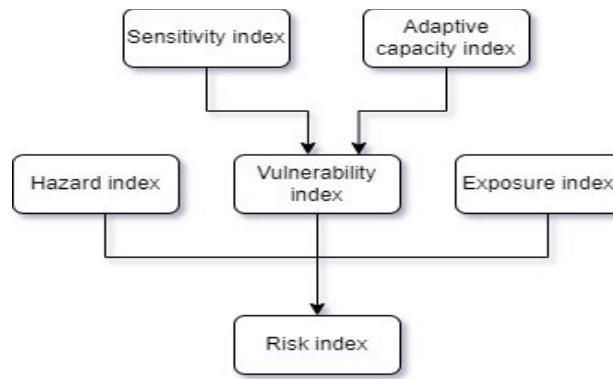 Sensitivity index
Adaptive
capacity index
Hazard index
Vulnerability
index
Exposure index
Risk index